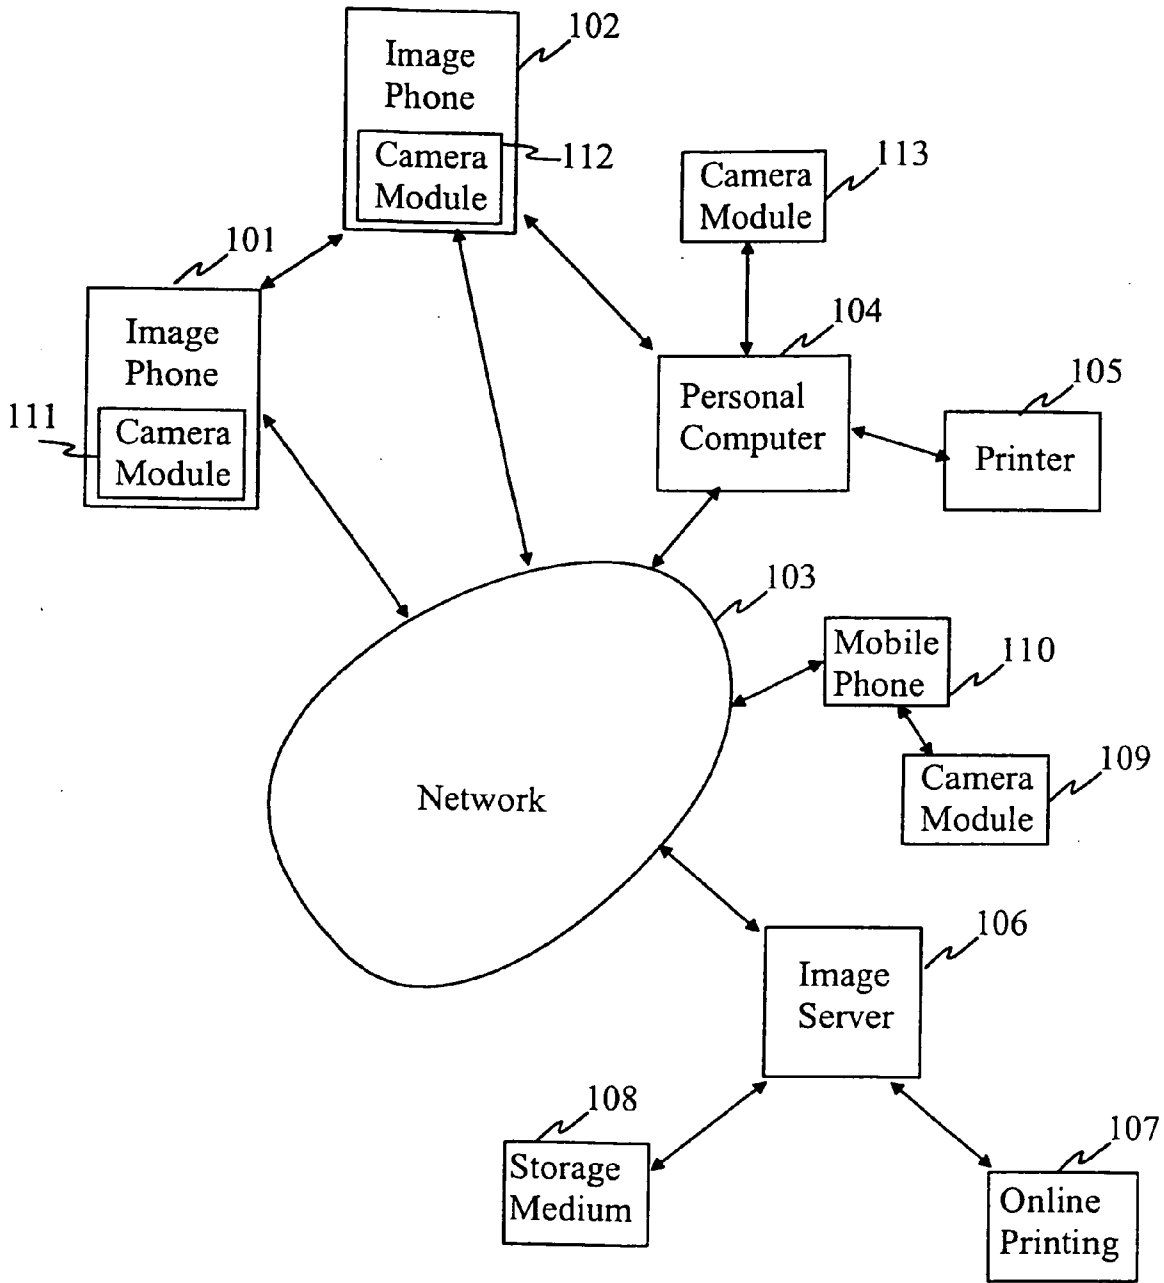 102
Image
Phone
Camera
Module
112
113
Camera
Module
101
Image
Phone
111
Camera
Module
104
Personal
Computer
105
Printer
103
Mobile
Phone
110
Network
Camera
Module
109
106
Image
Server
108
Storage
Medium
107
Online
Printing